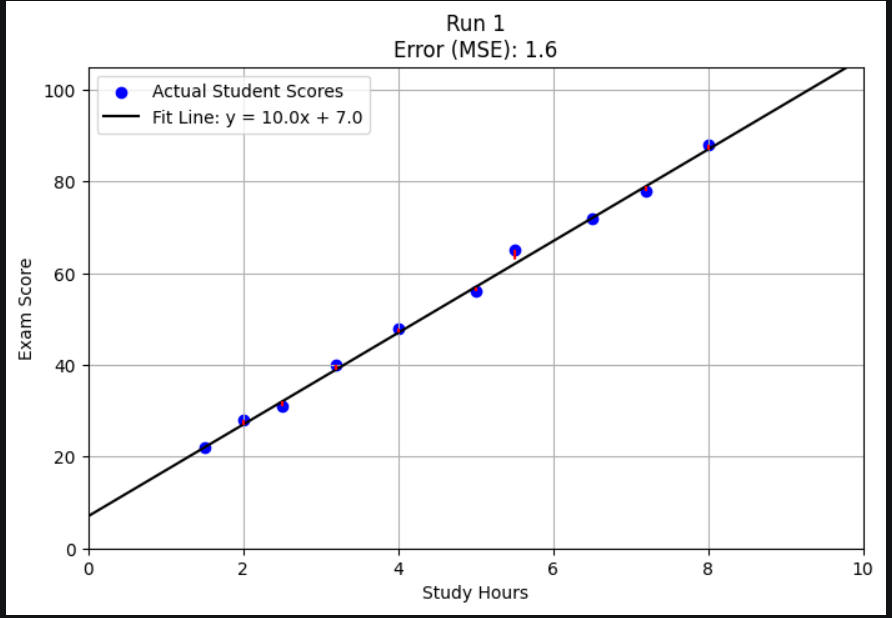 Run 1
Error (MSE): 1.6
Actual Student Scores
Fit Line: y = 10.0x + 7.0
Exam Score
100
80
60
40
20
0
0 2 4 6 8 10
Study Hours